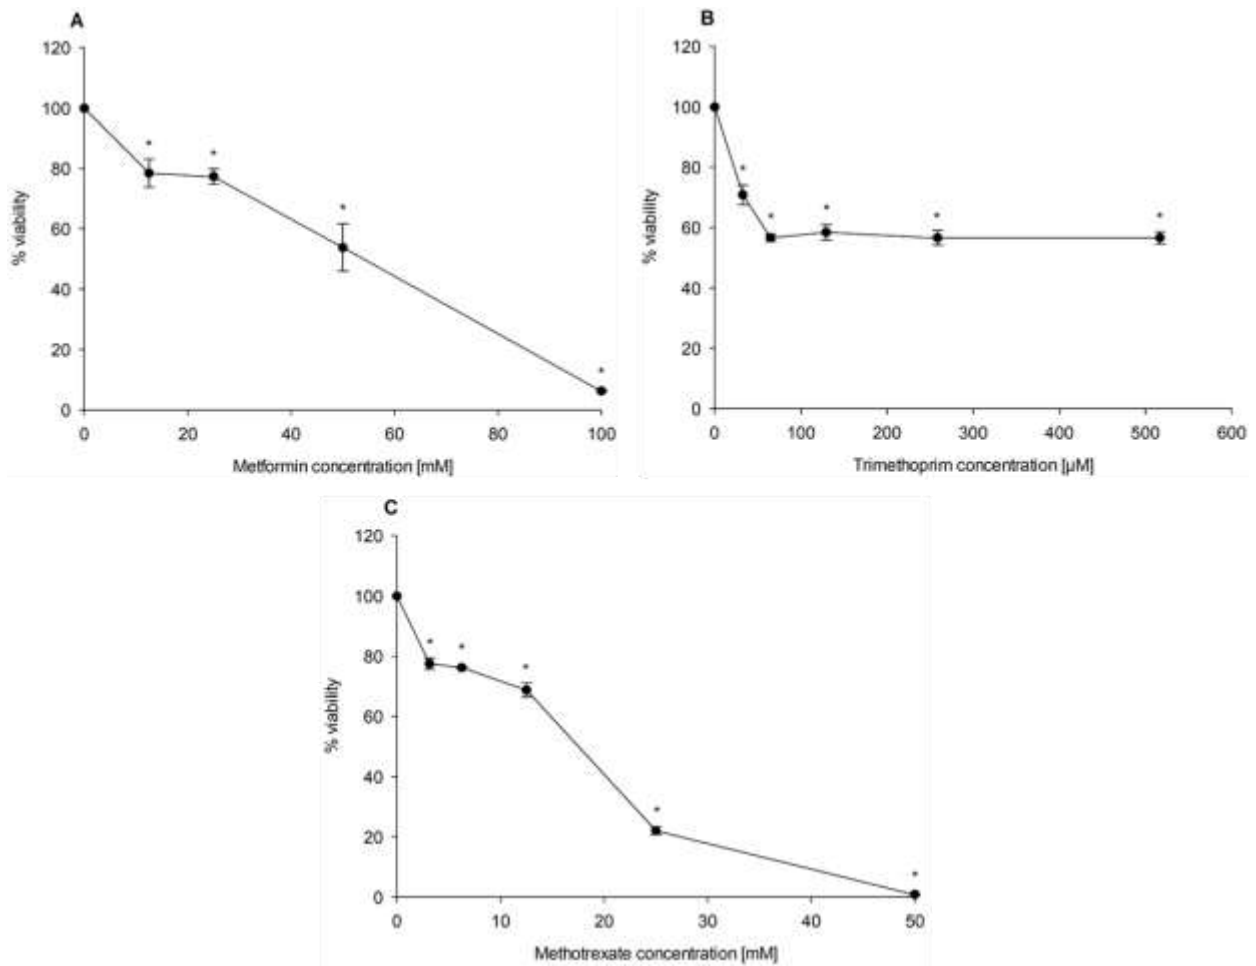 A
120
100
80
60
40
20
0
% viability
* * * *
0 20 40 60 80 100
Metformin concentration [mM]
B
120
100
80
60
40
20
0
% viability
* * * * *
0 100 200 300 400 500 600
Trimethoprim concentration [µM]
C
120
100
80
60
40
20
0
% viability
* * * * *
0 10 20 30 40 50
Methotrexate concentration [mM]